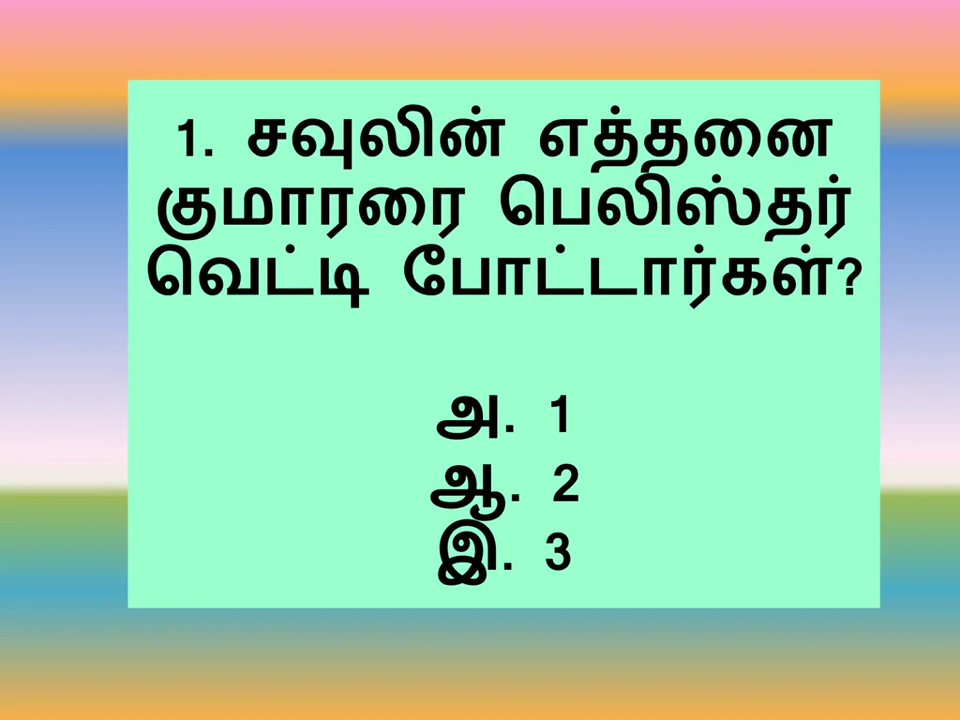 1. சவுலின் எத்தனை
குமாரரை பெலிஸ்தர்
வெட்டி போட்டார்கள்?
அ. 1
ஆ. 2
இ. 3